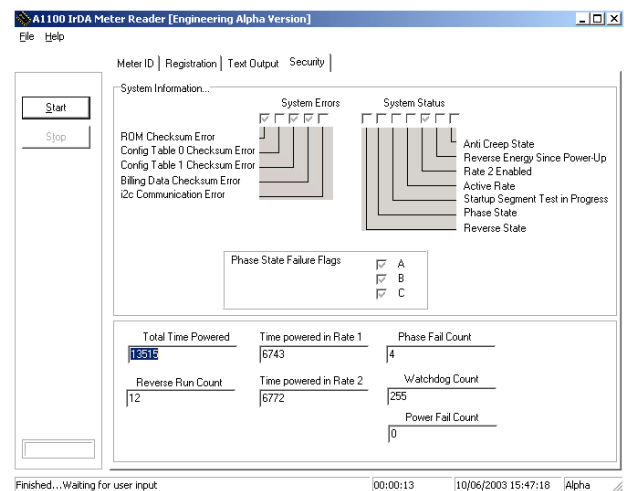 A1100 IrDA Meter Reader [Engineering Alpha Version]
File Help
Meter ID Registration Text Output Security
Start
Stop
System Information...
System Errors
ROM Checksum Error
Config Table 0 Checksum Error
Config Table 1 Checksum Error
Billing Data Checksum Error
i2c Communication Error
System Status
Anti Creep State
Reverse Energy Since Power-Up
Rate 2 Enabled
Active Rate
Startup Segment Test in Progress
Phase State
Reverse State
Phase State Failure Flags
A
B
C
Total Time Powered Time powered in Rate 1 Phase Fail Count
13515 6743 4
Reverse Run Count Time powered in Rate 2 Watchdog Count
12 6772 255
Power Fail Count
0
Finished...Waiting for user input 00:00:13 10/06/2003 15:47:18 Alpha